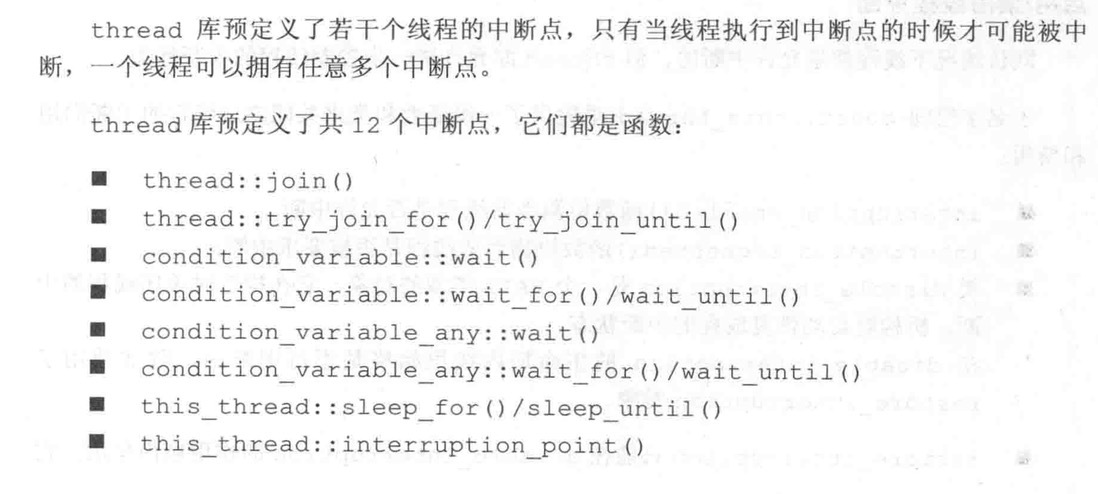 thread 库预定义了若干个线程的中断点，只有当线程执行到中断点的时候才可能被中
断，一个线程可以拥有任意多个中断点。
thread 库预定义了共 12 个中断点，它们都是函数：
■ thread::join()
■ thread::try_join_for()/try_join_until()
■ condition_variable::wait()
■ condition_variable::wait_for()/wait_until()
■ condition_variable_any::wait()
■ condition_variable_any::wait_for()/wait_until()
■ this_thread::sleep_for()/sleep_until()
■ this_thread::interruption_point()